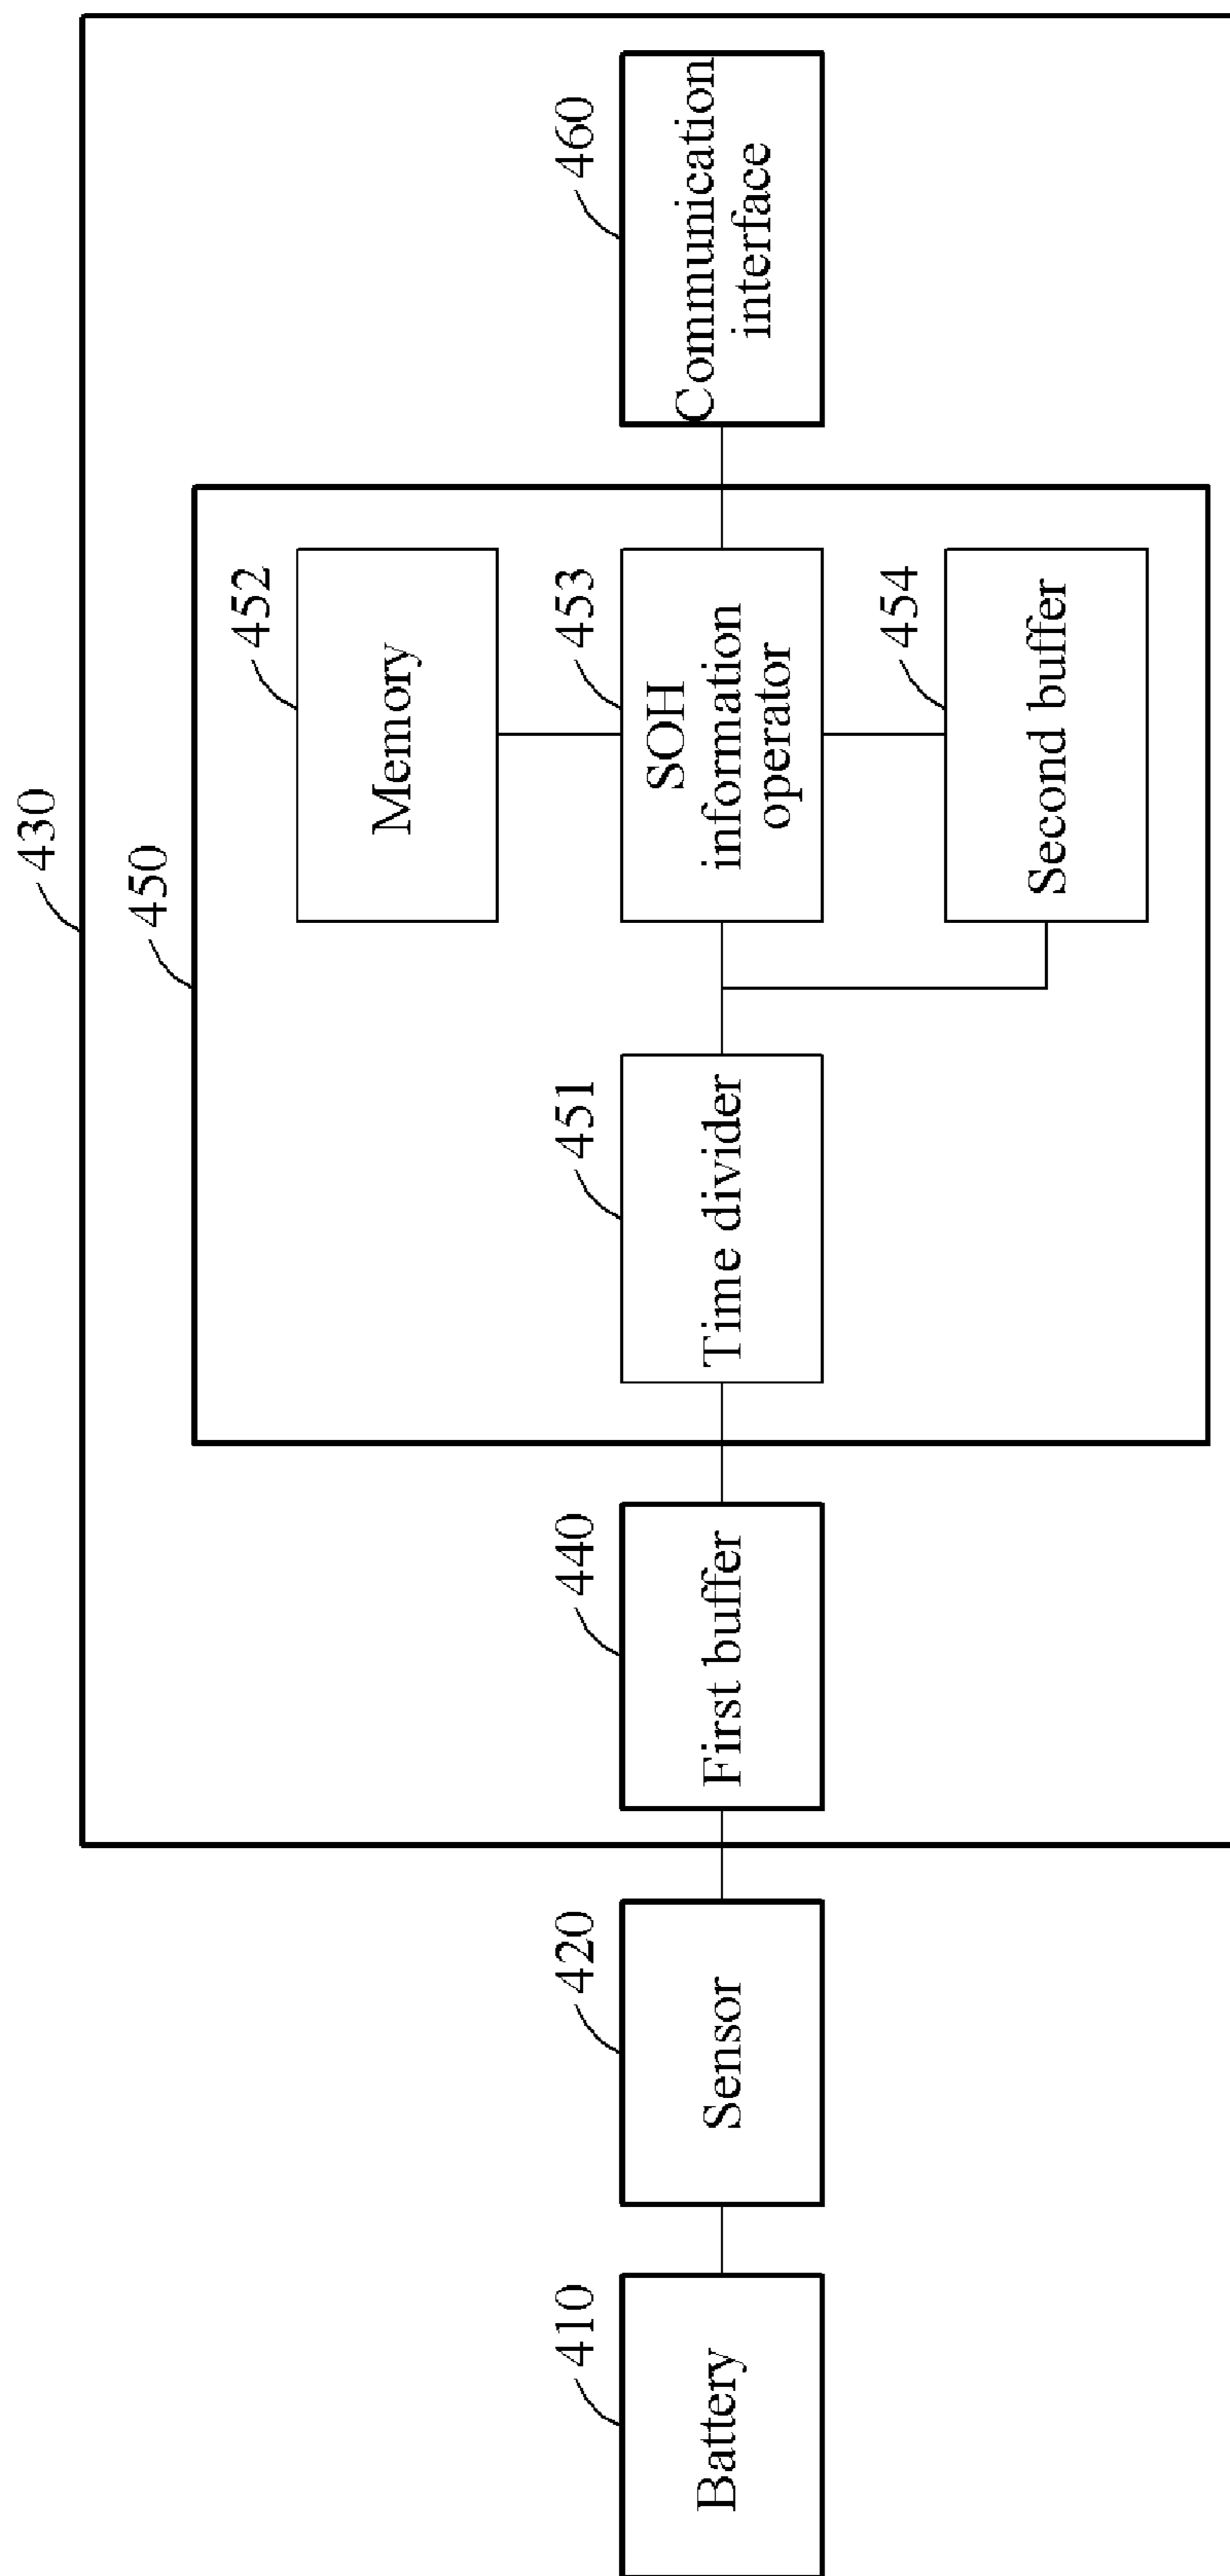 430
450
410
Battery
420
Sensor
440
First buffer
451
Time divider
452
Memory
453
SOH
information
operator
454
Second buffer
460
Communication
interface